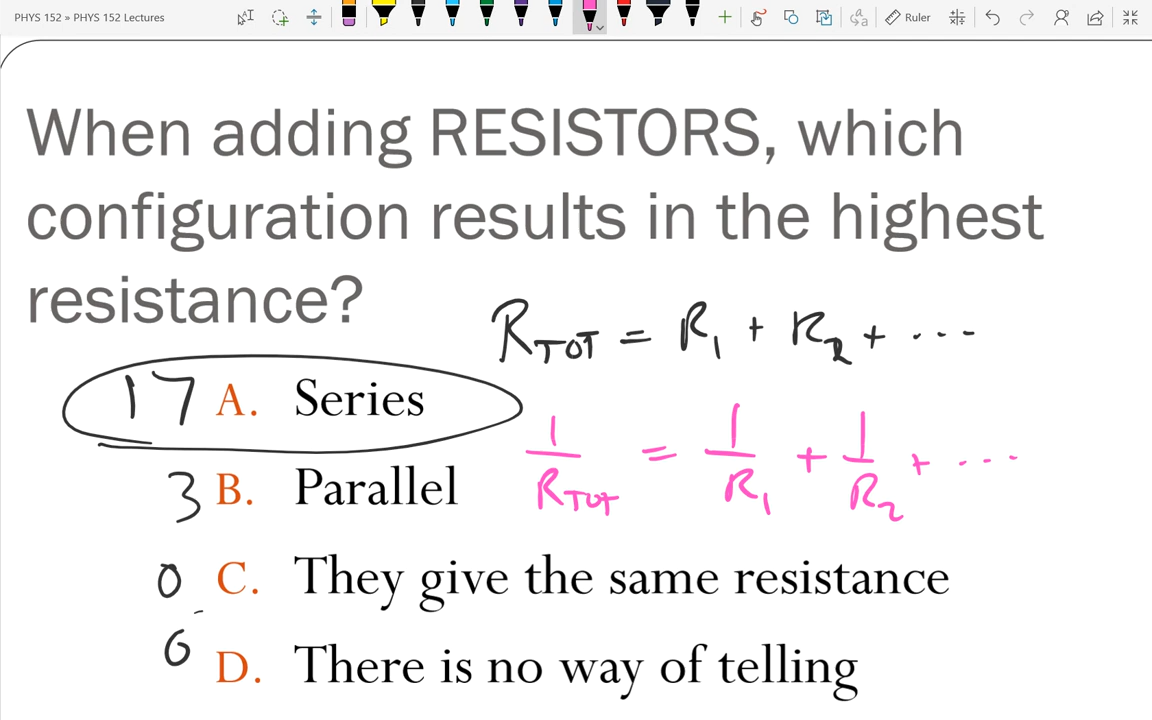 PHYS 152 » PHYS 152 Lectures
Ruler
When adding RESISTORS, which
configuration results in the highest
resistance?
R_TOT = R_1 + R_2 + ...
17 A. Series
1/R_TOT = 1/R_1 + 1/R_2 + ...
3 B. Parallel
0 C. They give the same resistance
6 D. There is no way of telling